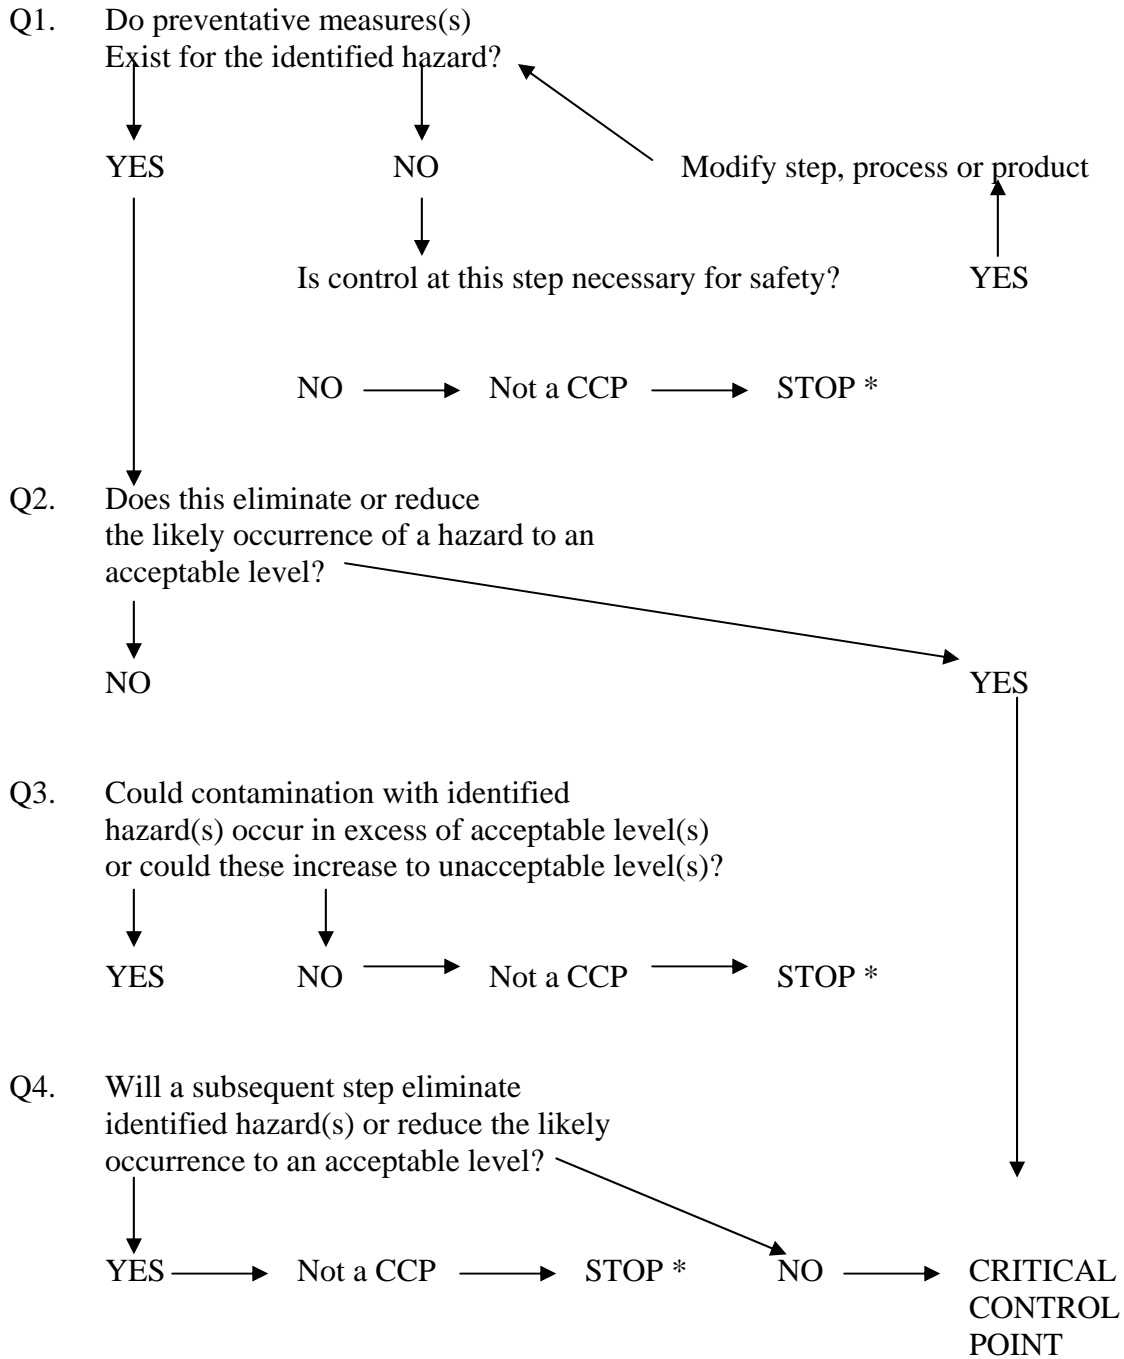 Q1. Do preventative measures(s)
Exist for the identified hazard?
YES NO Modify step, process or product
Is control at this step necessary for safety? YES
NO Not a CCP STOP *
Q2. Does this eliminate or reduce
the likely occurrence of a hazard to an
acceptable level?
NO YES
Q3. Could contamination with identified
hazard(s) occur in excess of acceptable level(s)
or could these increase to unacceptable level(s)?
YES NO Not a CCP STOP *
Q4. Will a subsequent step eliminate
identified hazard(s) or reduce the likely
occurrence to an acceptable level?
YES Not a CCP STOP * NO CRITICAL
CONTROL
POINT